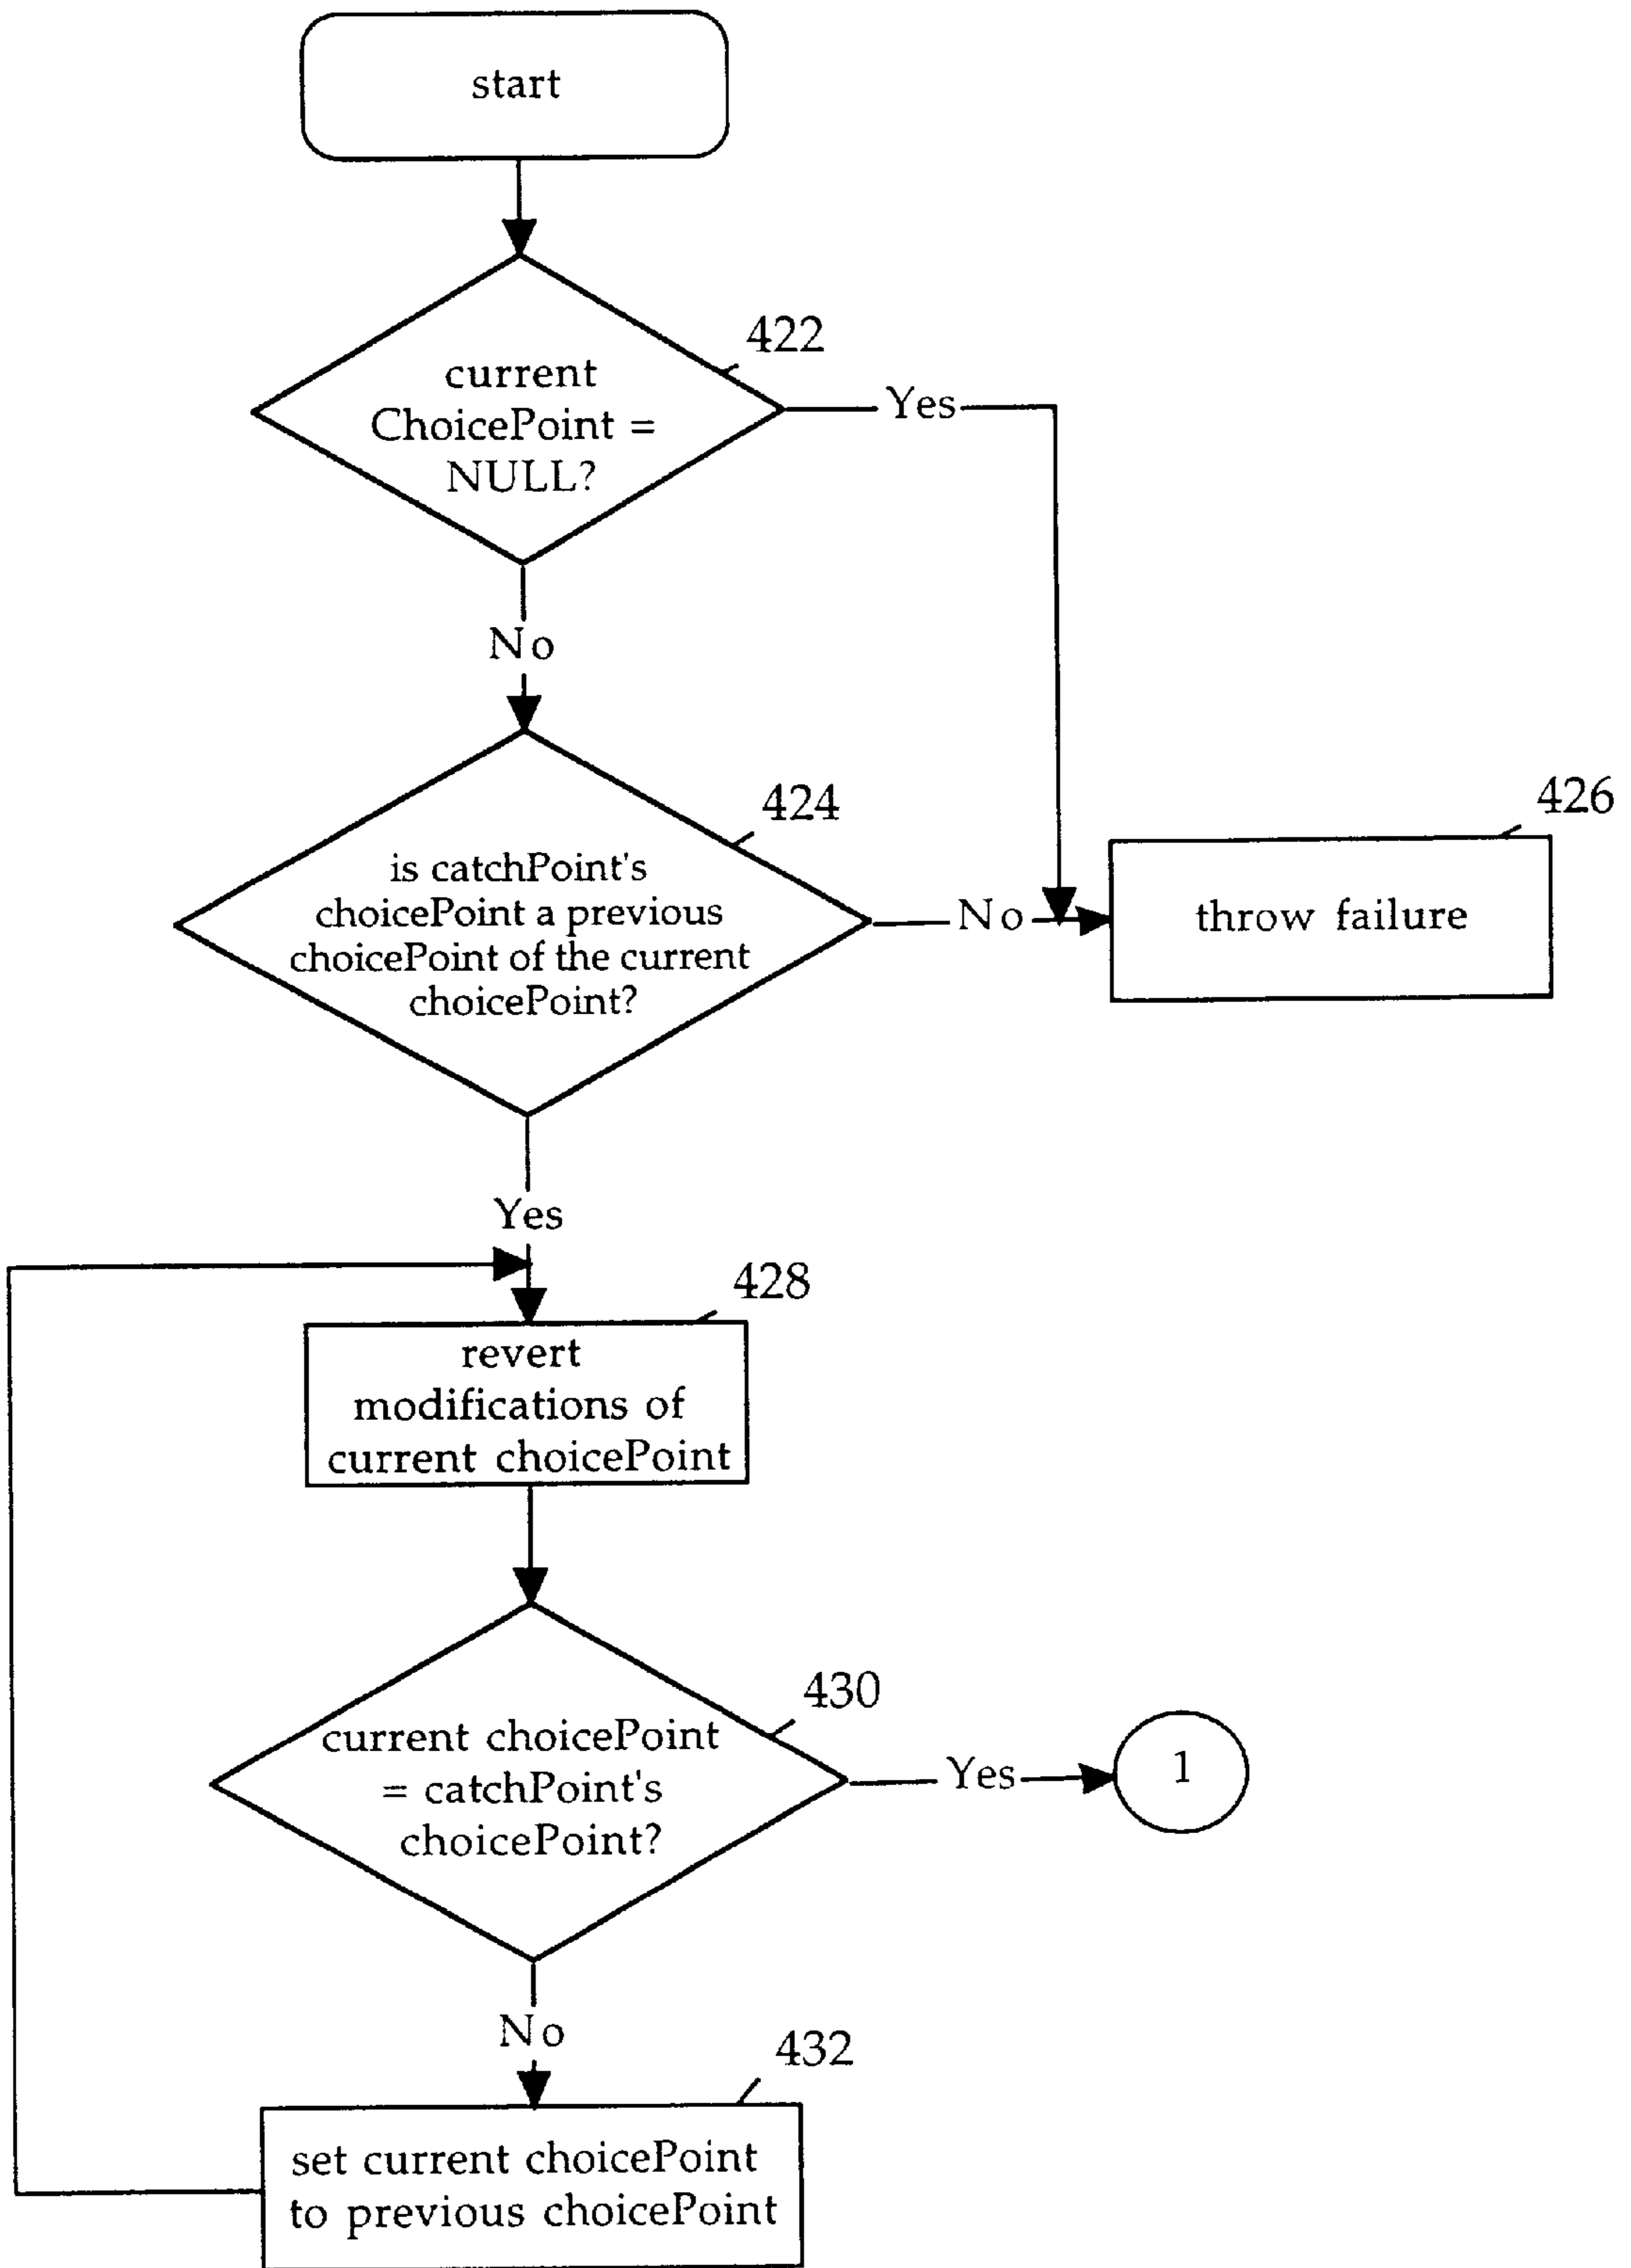 start
422
current
ChoicePoint =
NULL?
Yes
No
424
is catchPoint's
choicePoint a previous
choicePoint of the current
choicePoint?
No
426
throw failure
Yes
428
revert
modifications of
current choicePoint
430
current choicePoint
= catchPoint's
choicePoint?
Yes
1
No
432
set current choicePoint
to previous choicePoint